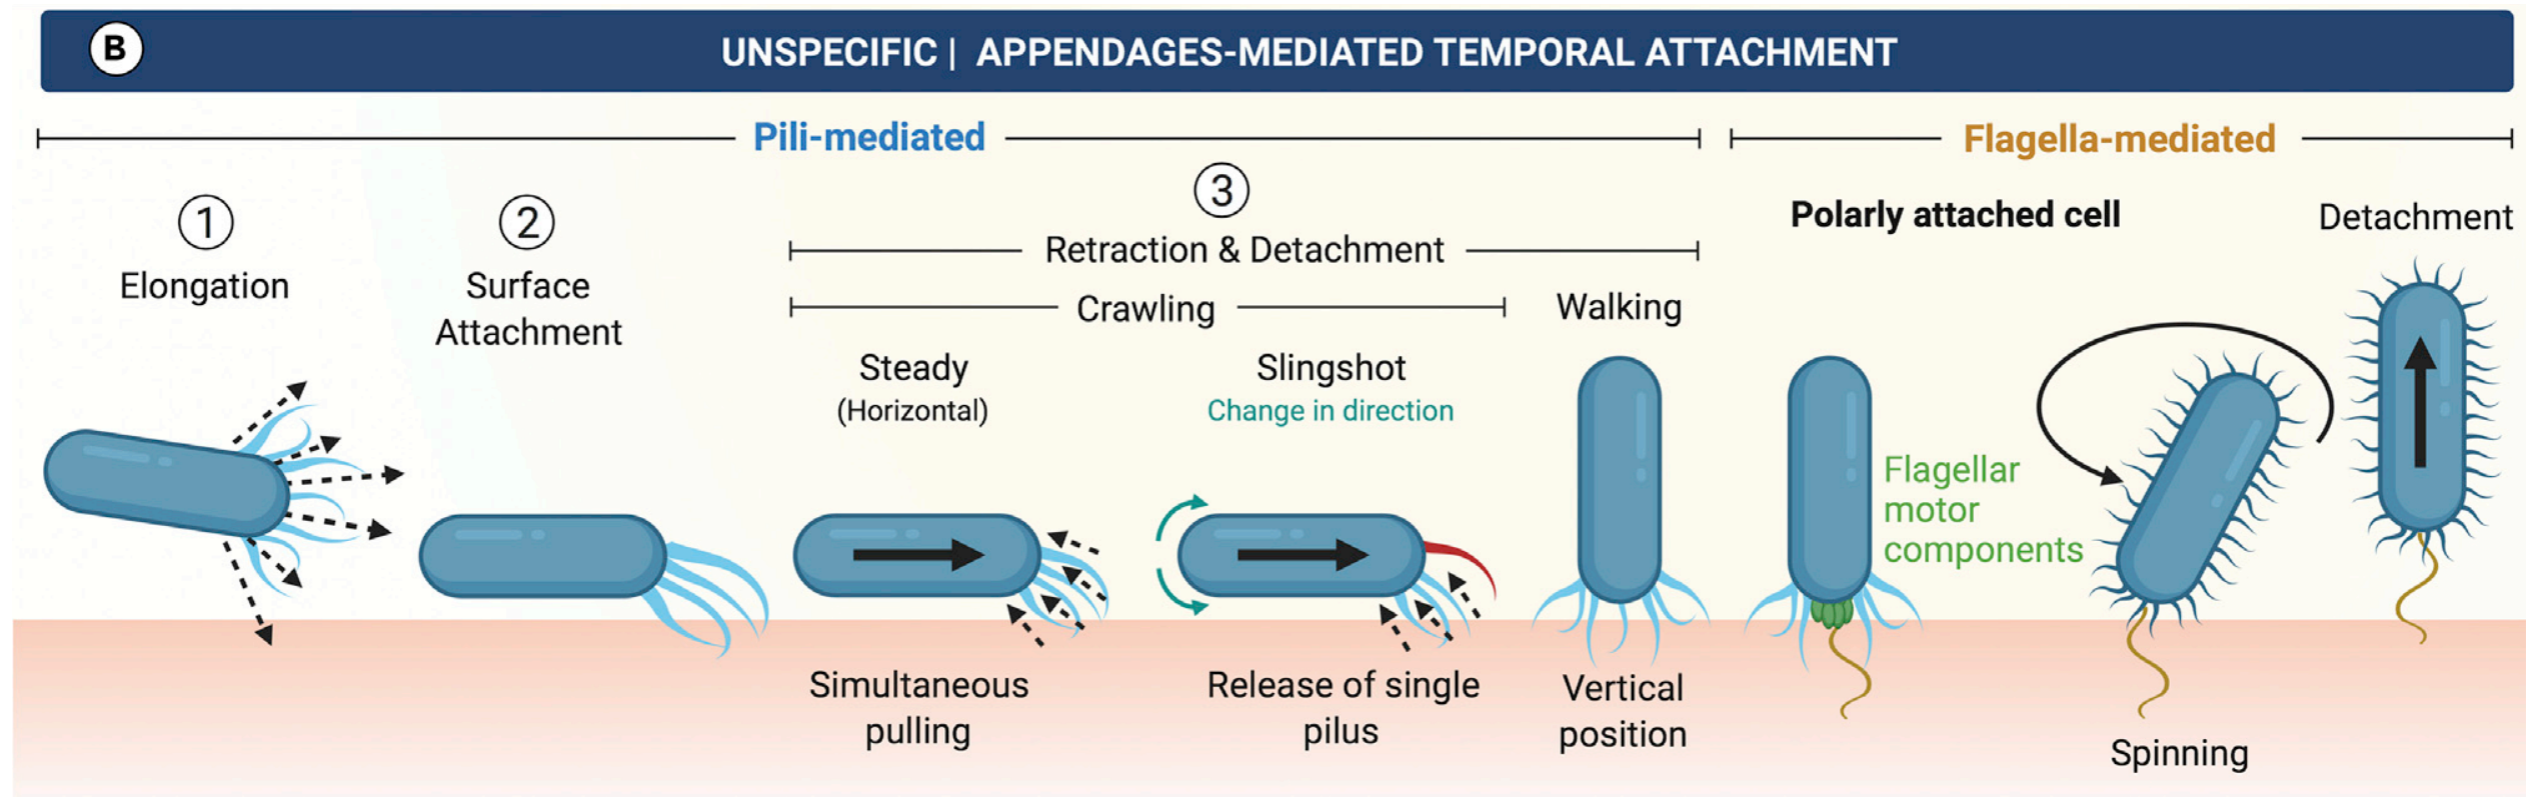 B
UNSPECIFIC | APPENDAGES-MEDIATED TEMPORAL ATTACHMENT
Pili-mediated
Flagella-mediated
1
Elongation
2
Surface
Attachment
3
Retraction & Detachment
Crawling
Steady
(Horizontal)
Simultaneous
pulling
Slingshot
Change in direction
Release of single
pilus
Walking
Vertical
position
Polarly attached cell
Flagellar
motor
components
Spinning
Detachment